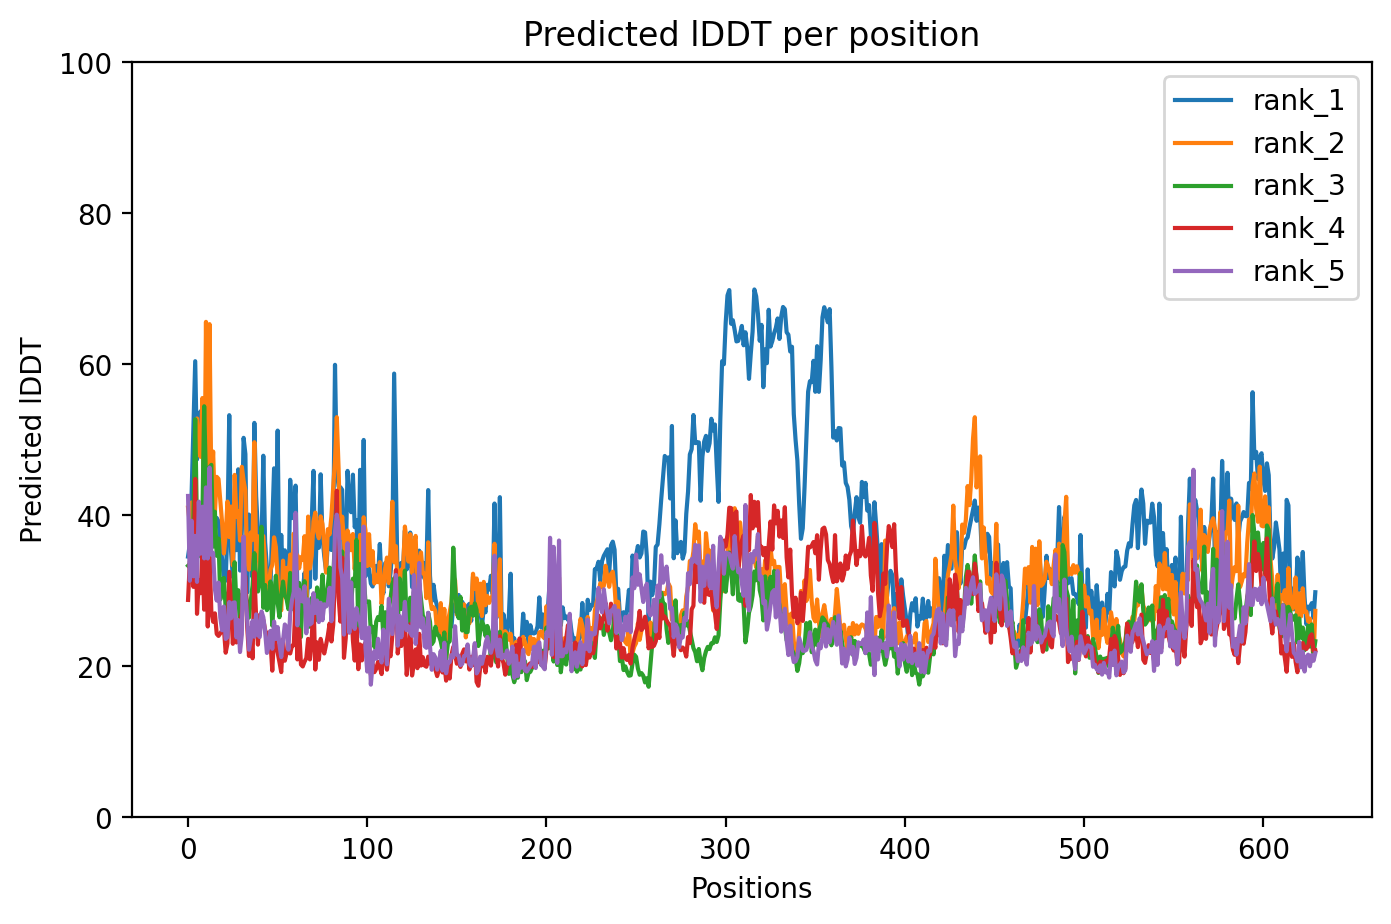 Predicted lDDT per position
100
80
60
40
20
0
Predicted lDDT
rank_1
rank_2
rank_3
rank_4
rank_5
0 100 200 300 400 500 600
Positions